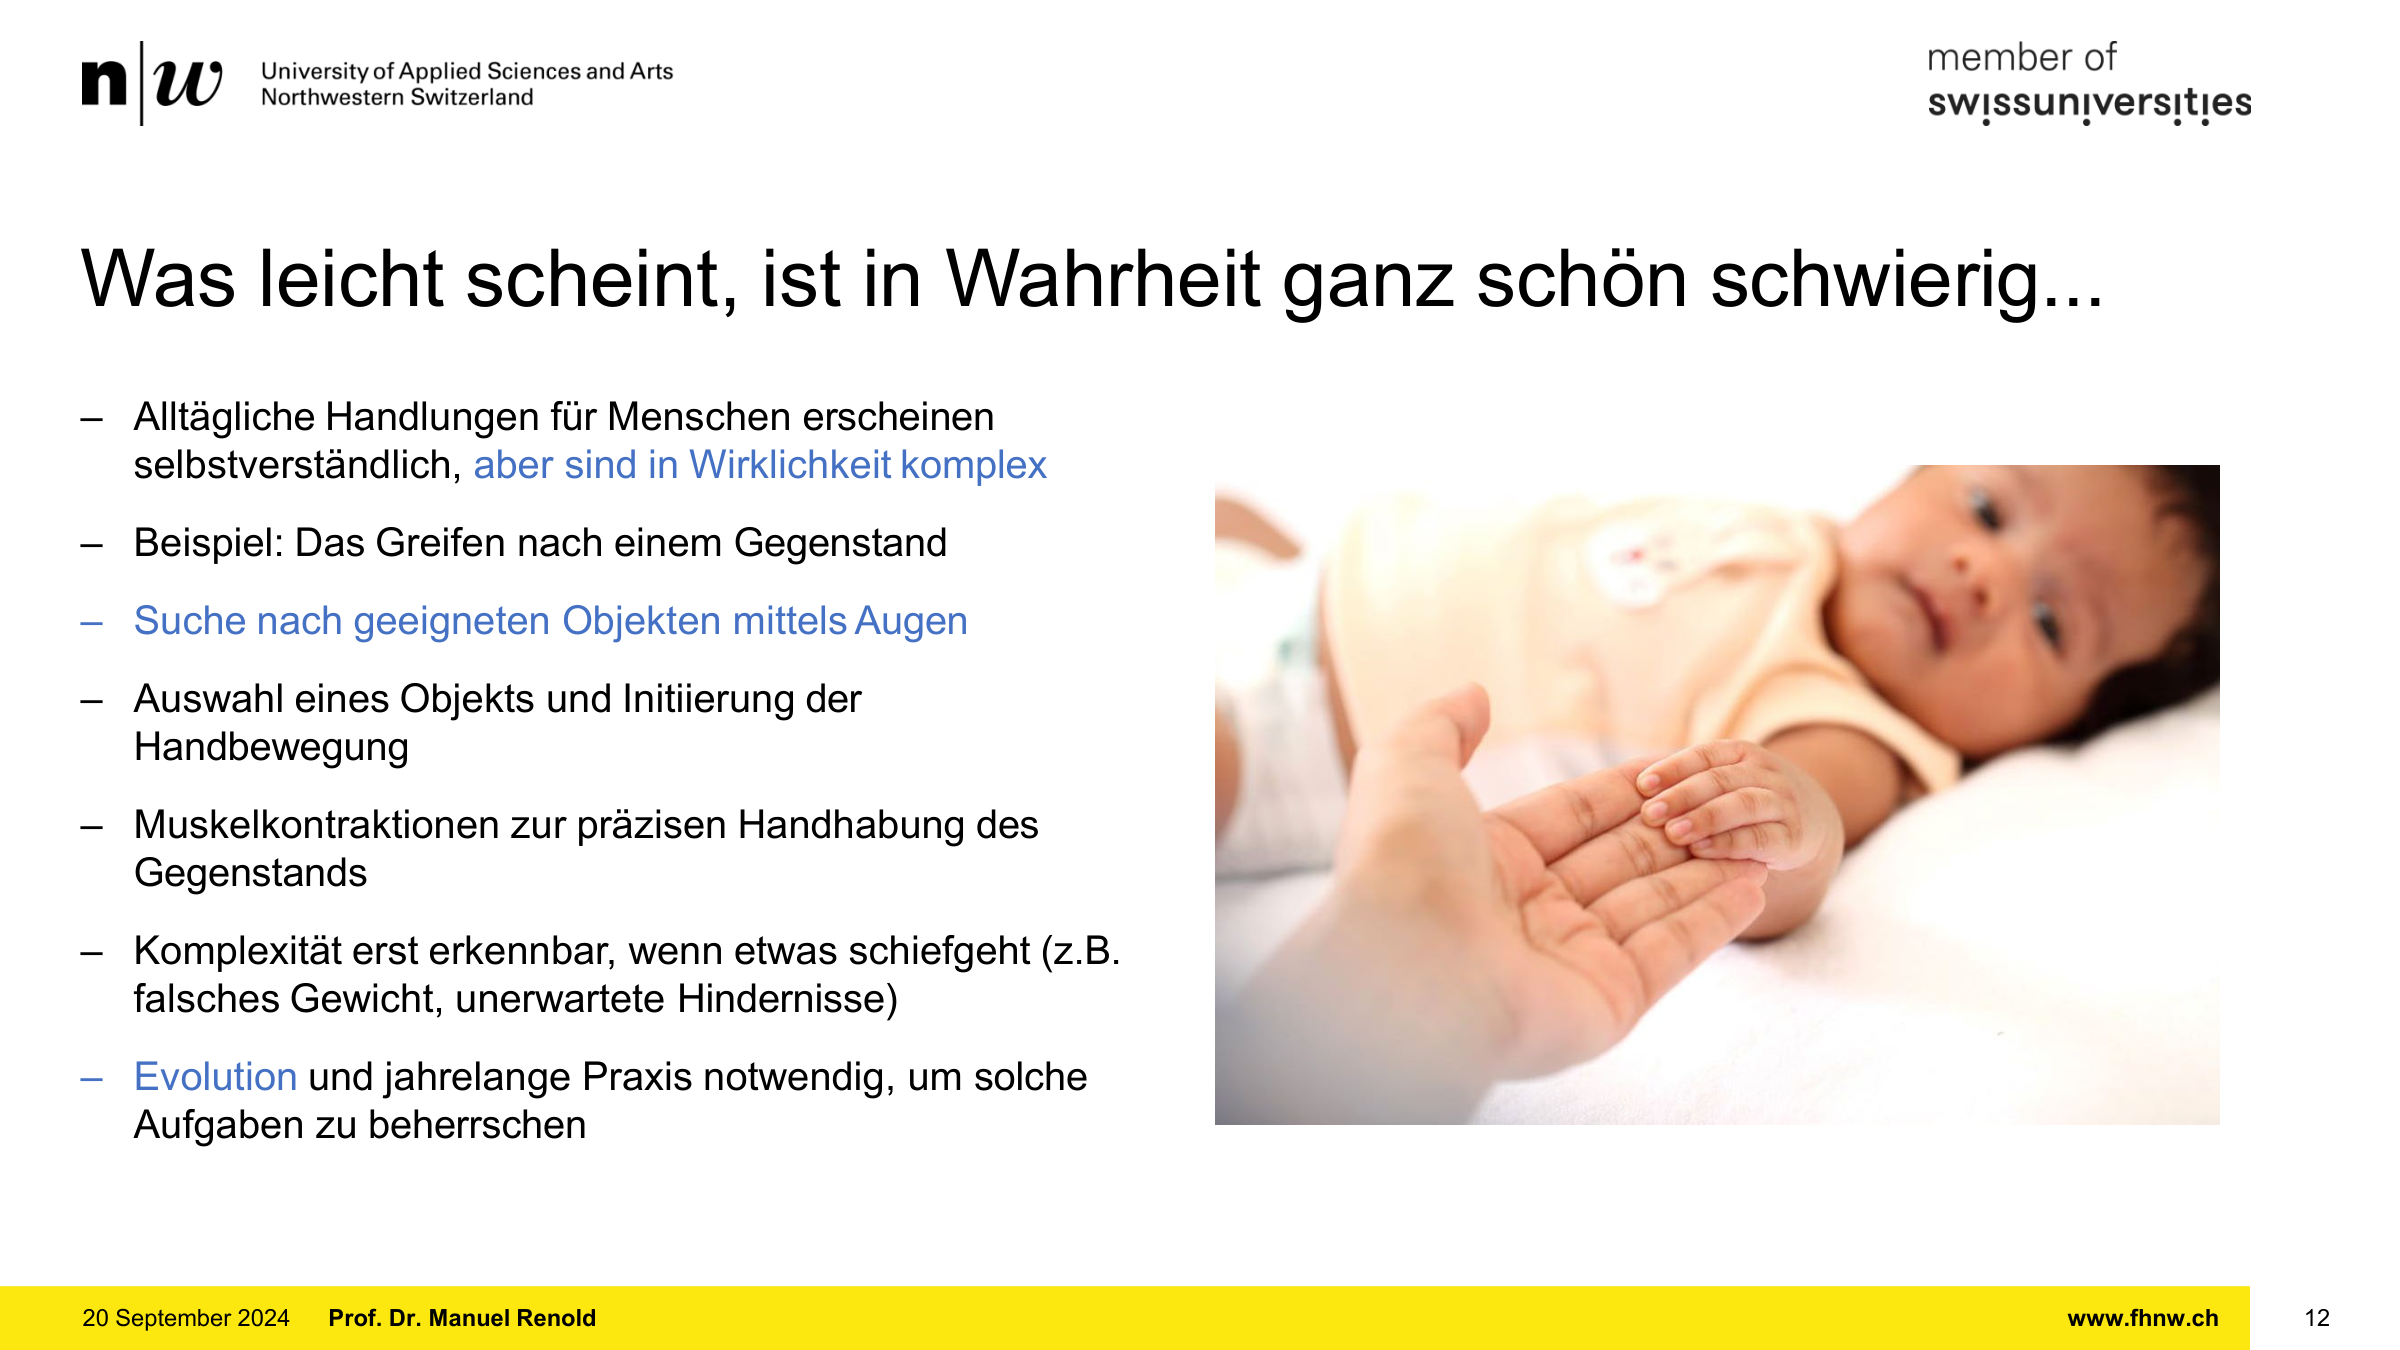 n|w University of Applied Sciences and Arts
Northwestern Switzerland
member of
swissuniversities
Was leicht scheint, ist in Wahrheit ganz schön schwierig...
– Alltägliche Handlungen für Menschen erscheinen
selbstverständlich, aber sind in Wirklichkeit komplex
– Beispiel: Das Greifen nach einem Gegenstand
– Suche nach geeigneten Objekten mittels Augen
– Auswahl eines Objekts und Initiierung der
Handbewegung
– Muskelkontraktionen zur präzisen Handhabung des
Gegenstands
– Komplexität erst erkennbar, wenn etwas schiefgeht (z.B.
falsches Gewicht, unerwartete Hindernisse)
– Evolution und jahrelange Praxis notwendig, um solche
Aufgaben zu beherrschen
20 September 2024 Prof. Dr. Manuel Renold www.fhnw.ch 12